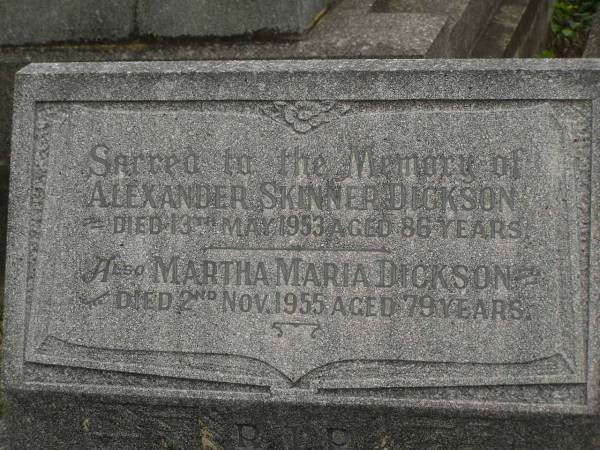 Sacred to the Memory of
ALEXANDER SKINNER DICKSON
DIED 13TH MAY 1953 AGED 86 YEARS.
ALSO MARTHA MARIA DICKSON
DIED 2ND NOV. 1955 AGED 79 YEARS.
R.I.P.